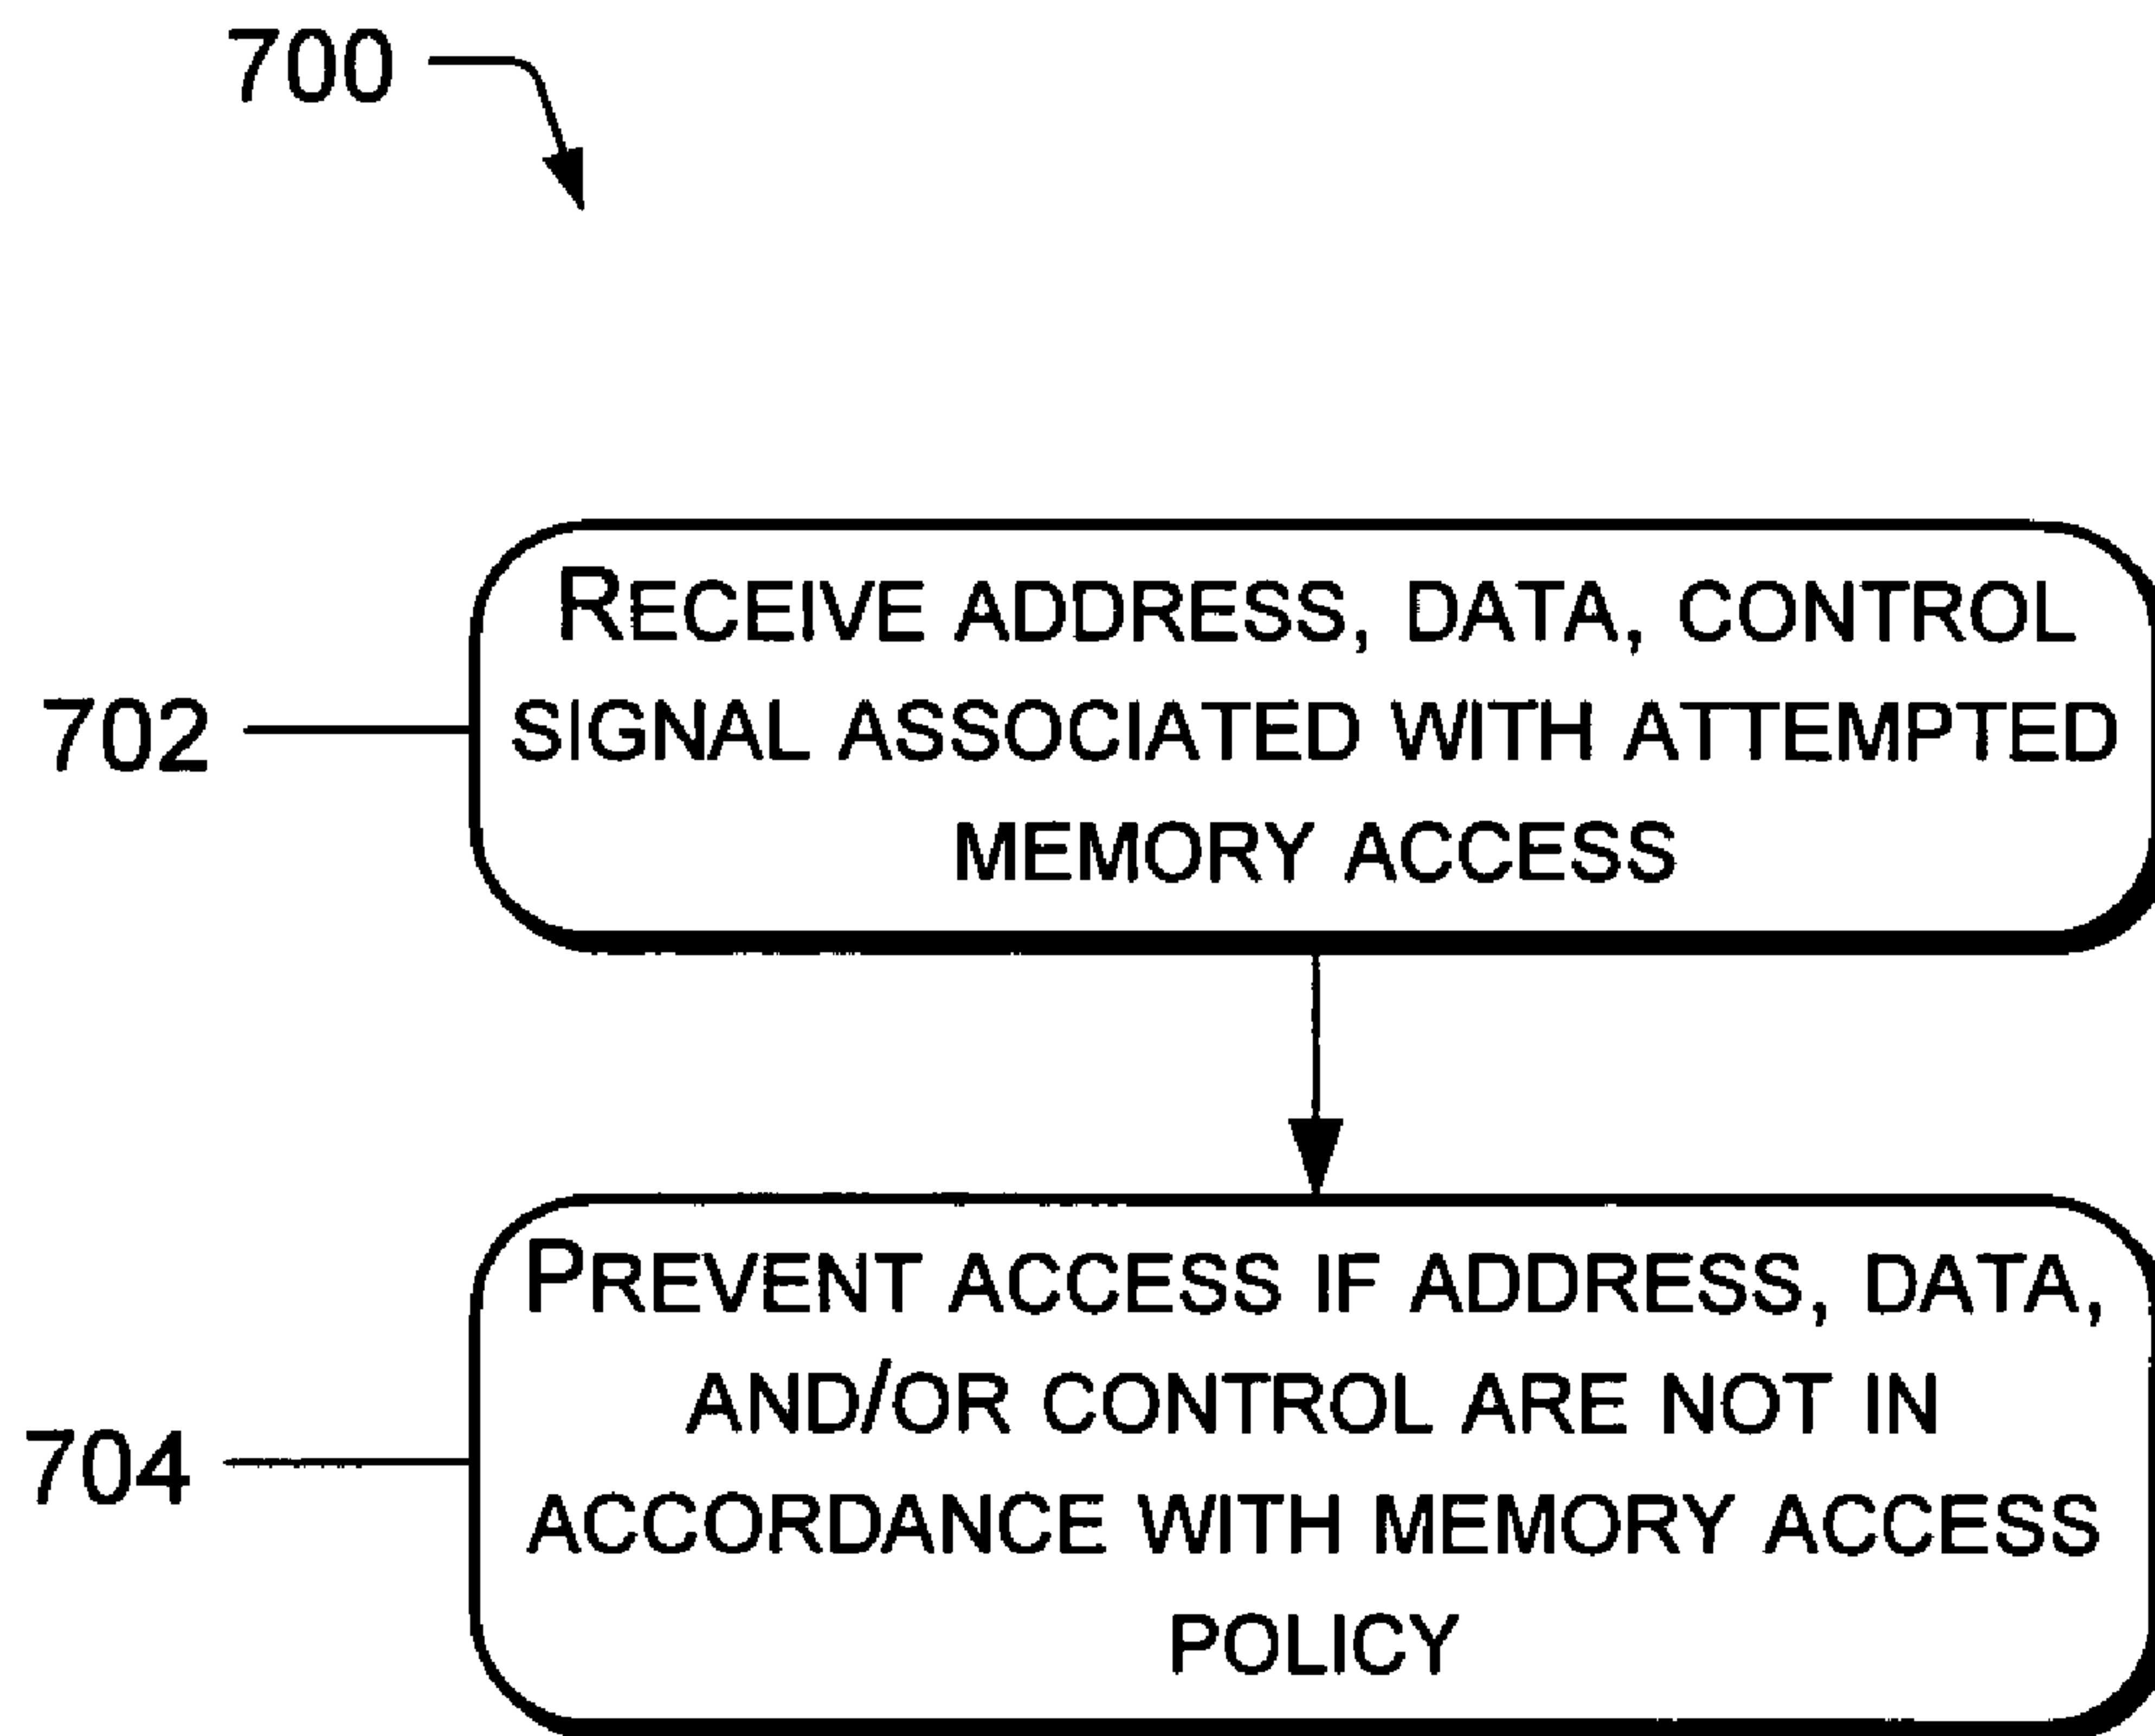 700
RECEIVE ADDRESS, DATA, CONTROL
702
SIGNAL ASSOCIATED WITH ATTEMPTED
MEMORY ACCESS
PREVENT ACCESS IF ADDRESS, DATA,
AND/OR CONTROL ARE NOT IN
704
ACCORDANCE WITH MEMORY ACCESS
POLICY